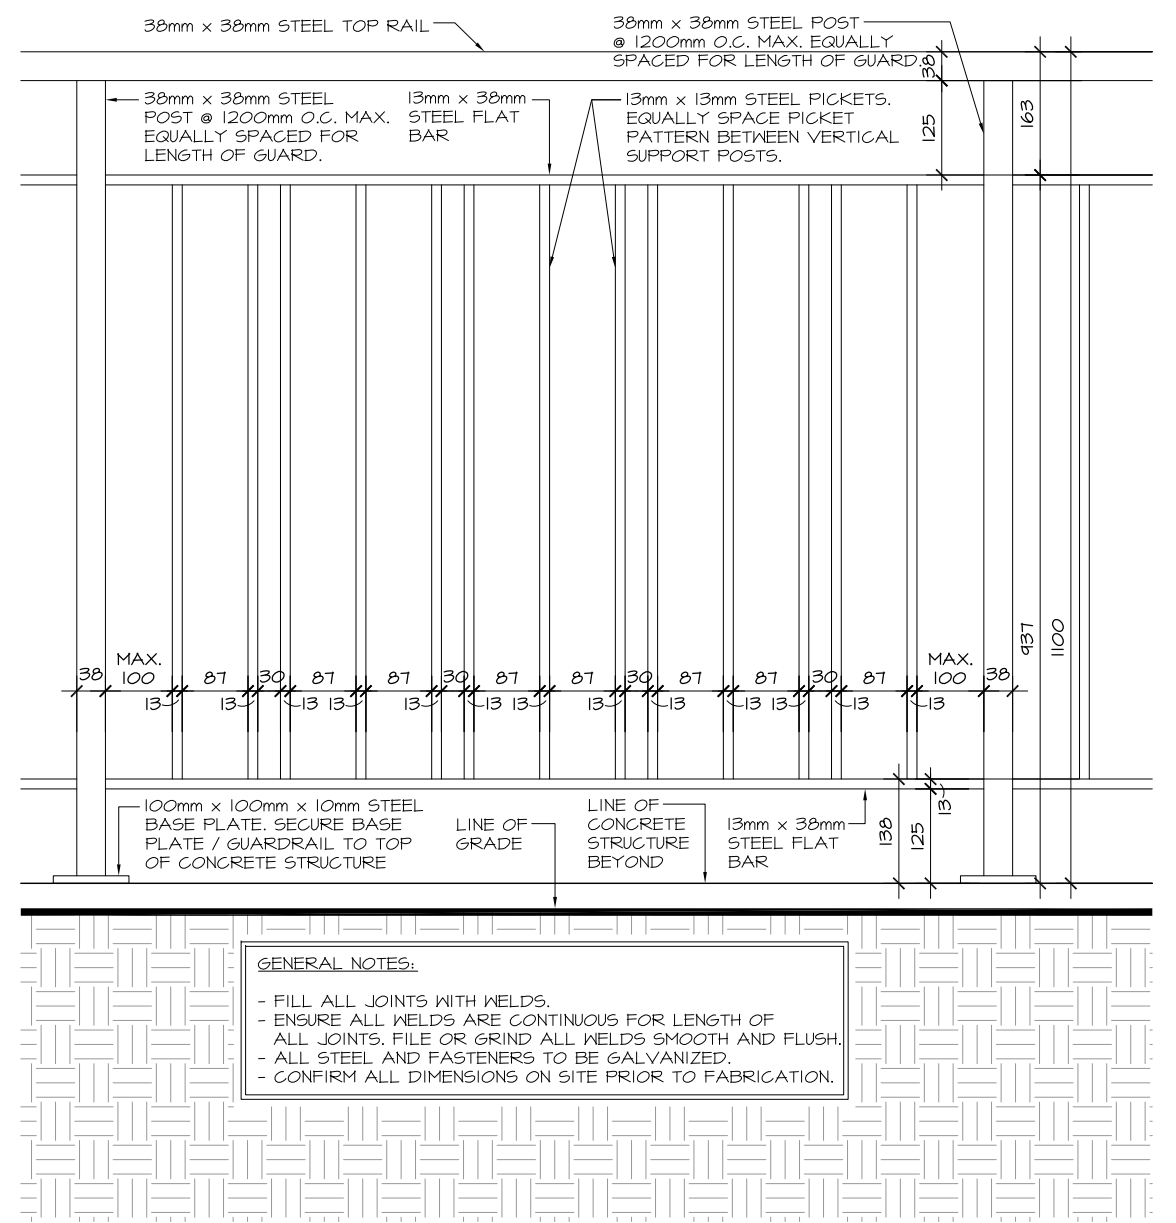 38mm x 38mm STEEL TOP RAIL
38mm x 38mm STEEL POST
@ 1200mm O.C. MAX. EQUALLY
SPACED FOR LENGTH OF GUARD.
38
38mm x 38mm STEEL
POST @ 1200mm O.C. MAX.
EQUALLY SPACED FOR
LENGTH OF GUARD.
13mm x 38mm
STEEL FLAT
BAR
13mm x 13mm STEEL PICKETS.
EQUALLY SPACE PICKET
PATTERN BETWEEN VERTICAL
SUPPORT POSTS.
125
163
937
1100
38 MAX. 100 87 30 87 87 30 87 87 30 87 87 30 87 MAX. 100 38
13 13 13 13 13 13 13 13 13 13 13 13 13
100mm x 100mm x 10mm STEEL
BASE PLATE. SECURE BASE
PLATE / GUARDRAIL TO TOP
OF CONCRETE STRUCTURE
LINE OF
GRADE
LINE OF
CONCRETE
STRUCTURE
BEYOND
13mm x 38mm
STEEL FLAT
BAR
138
125
13
GENERAL NOTES:
- FILL ALL JOINTS WITH WELDS.
- ENSURE ALL WELDS ARE CONTINUOUS FOR LENGTH OF
ALL JOINTS. FILE OR GRIND ALL WELDS SMOOTH AND FLUSH.
- ALL STEEL AND FASTENERS TO BE GALVANIZED.
- CONFIRM ALL DIMENSIONS ON SITE PRIOR TO FABRICATION.